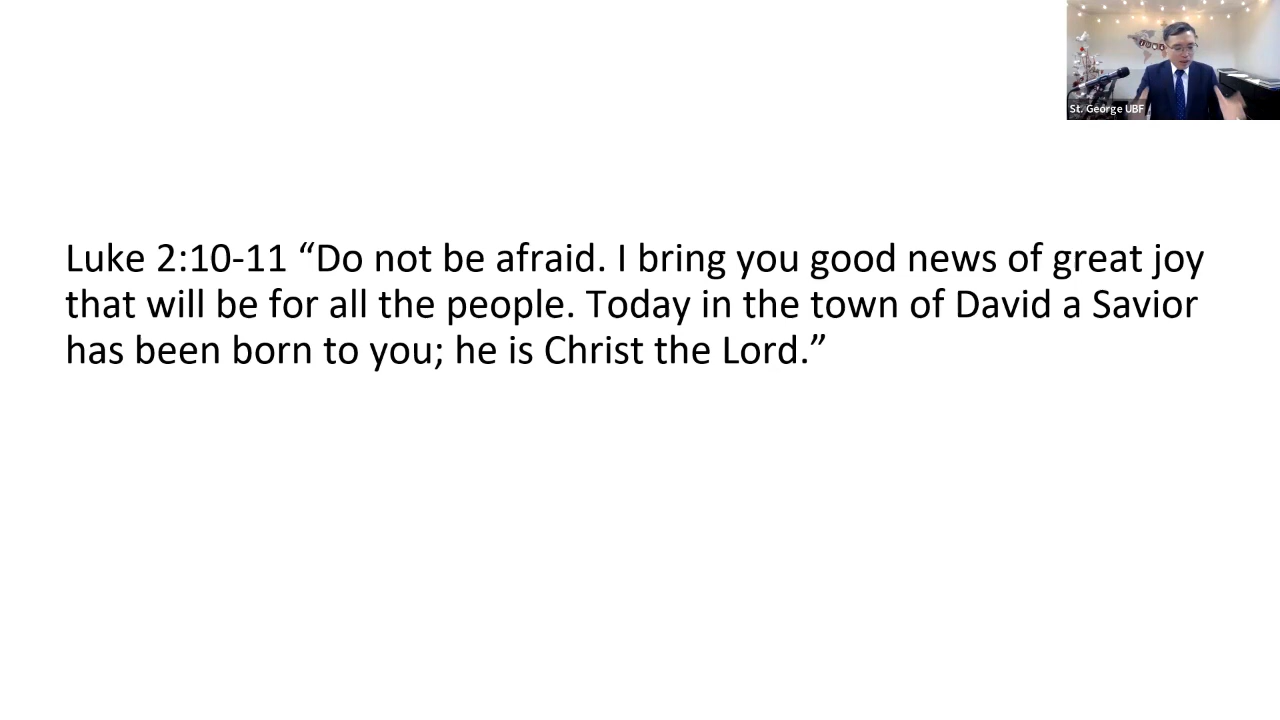 St. George UBF
Luke 2:10-11 “Do not be afraid. I bring you good news of great joy
that will be for all the people. Today in the town of David a Savior
has been born to you; he is Christ the Lord.”